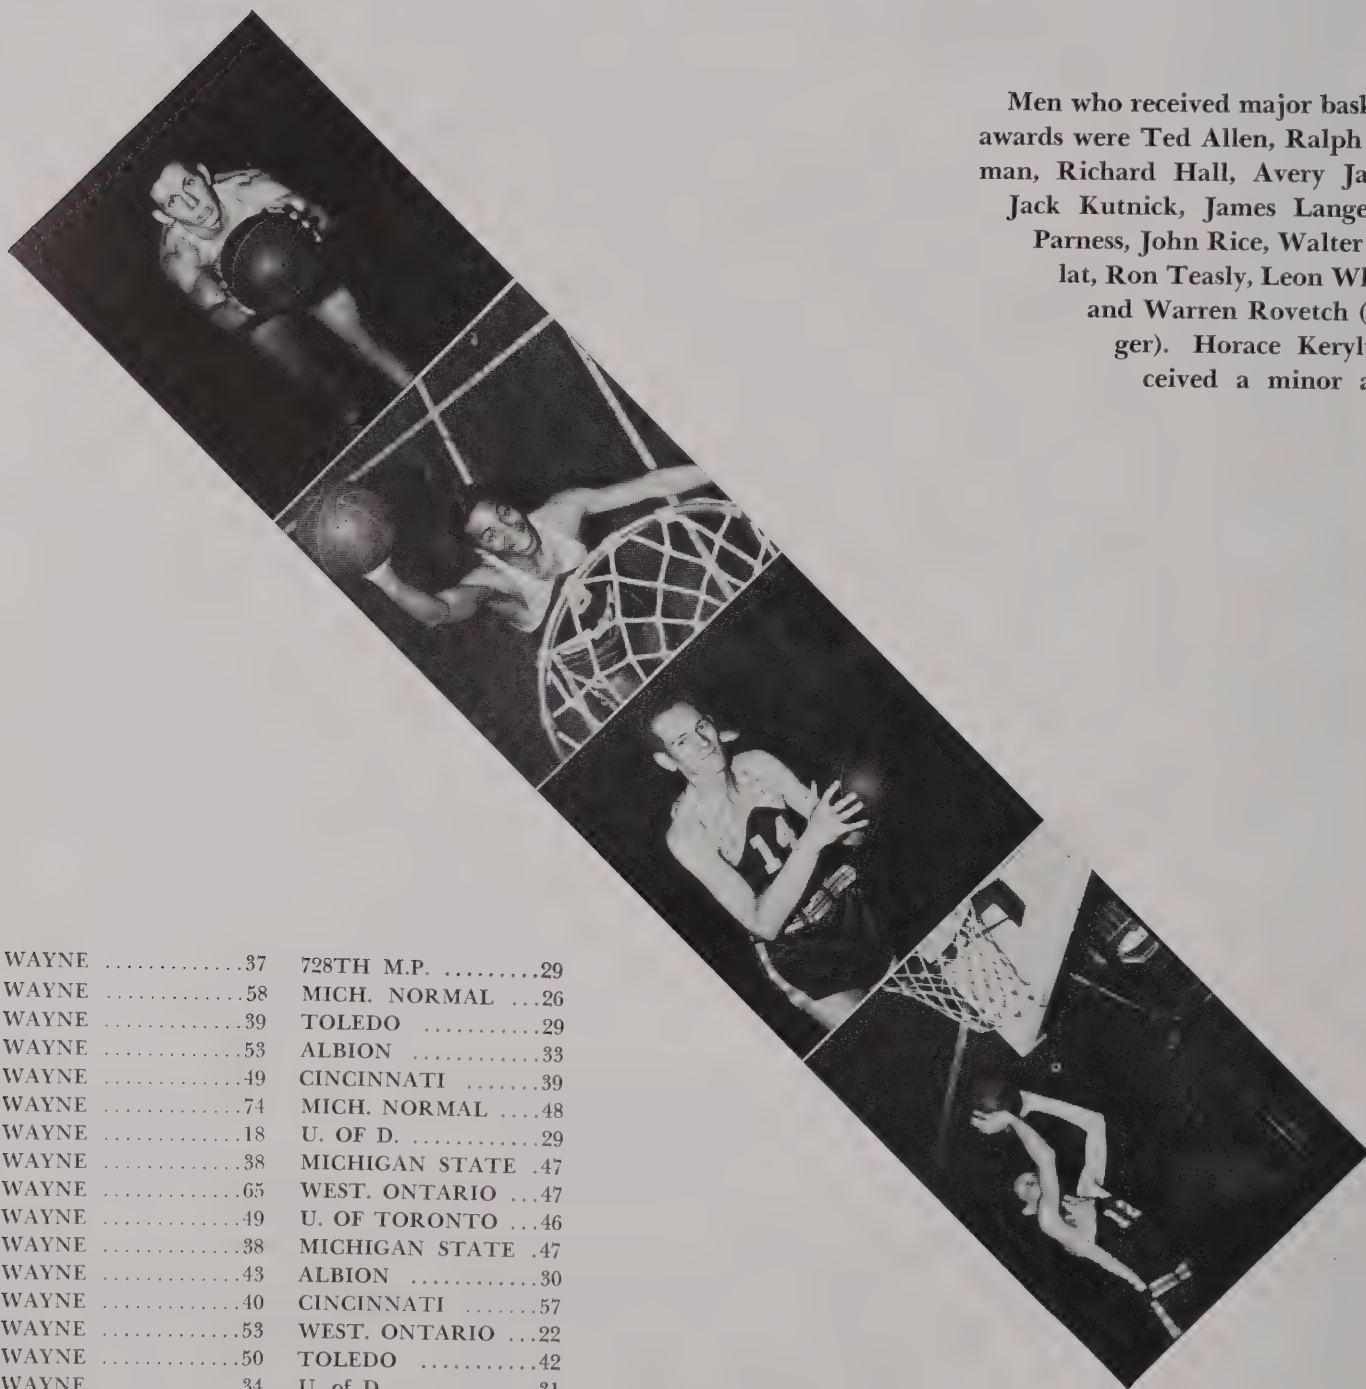 Men who received major bask
awards were Ted Allen, Ralph
man, Richard Hall, Avery Ja
Jack Kutnick, James Lange
Parness, John Rice, Walter
lat, Ron Teasly, Leon Wh
and Warren Rovetch (
ger). Horace Keryl
ceived a minor a
14
WAYNE .............37 728TH M.P. .........29
WAYNE .............58 MICH. NORMAL ...26
WAYNE .............39 TOLEDO ...........29
WAYNE .............53 ALBION ............33
WAYNE .............49 CINCINNATI .......39
WAYNE .............74 MICH. NORMAL ....48
WAYNE .............18 U. OF D. ............29
WAYNE .............38 MICHIGAN STATE .47
WAYNE .............65 WEST. ONTARIO ...47
WAYNE .............49 U. OF TORONTO ...46
WAYNE .............38 MICHIGAN STATE .47
WAYNE .............43 ALBION ............30
WAYNE .............40 CINCINNATI .......57
WAYNE .............53 WEST. ONTARIO ...22
WAYNE .............50 TOLEDO ...........42
WAYNE .............34 U. of D. .............31